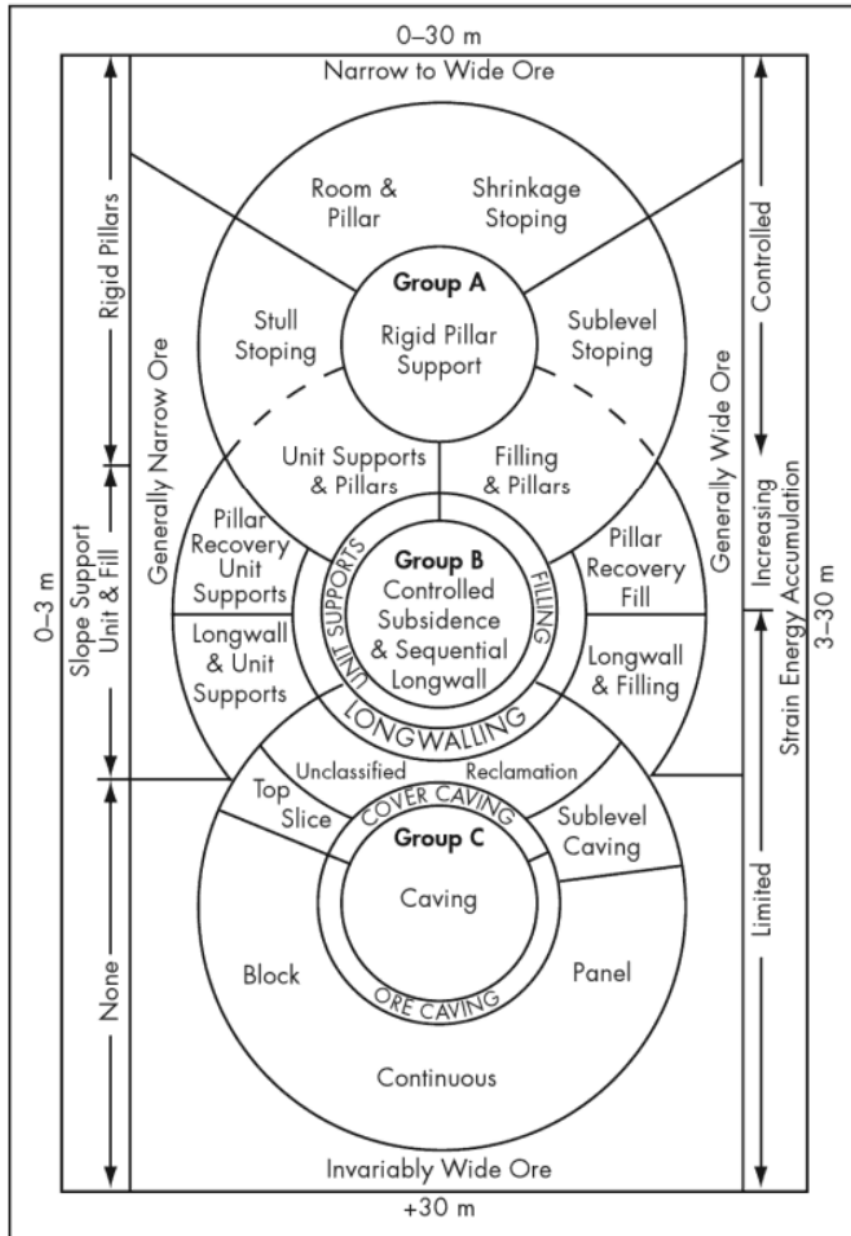 0–30 m
Narrow to Wide Ore
Room &
Pillar
Shrinkage
Stoping
Group A
Rigid Pillar
Support
Stull
Stoping
Sublevel
Stoping
Unit Supports
& Pillars
Filling
& Pillars
Rigid Pillars
Controlled
Generally Narrow Ore
Generally Wide Ore
Pillar
Recovery
Unit
Supports
Group B
Controlled
Subsidence
& Sequential
Longwall
UNIT SUPPORTS
FILLING
LONGWALLING
Pillar
Recovery
Fill
Longwall
& Unit
Supports
Longwall
& Filling
0–3 m
Slope Support
Unit & Fill
Increasing
Strain Energy Accumulation
3–30 m
Unclassified
Reclamation
Top
Slice
COVER CAVING
Sublevel
Caving
Group C
Caving
ORE CAVING
Block
Panel
Continuous
None
Limited
Invariably Wide Ore
+30 m